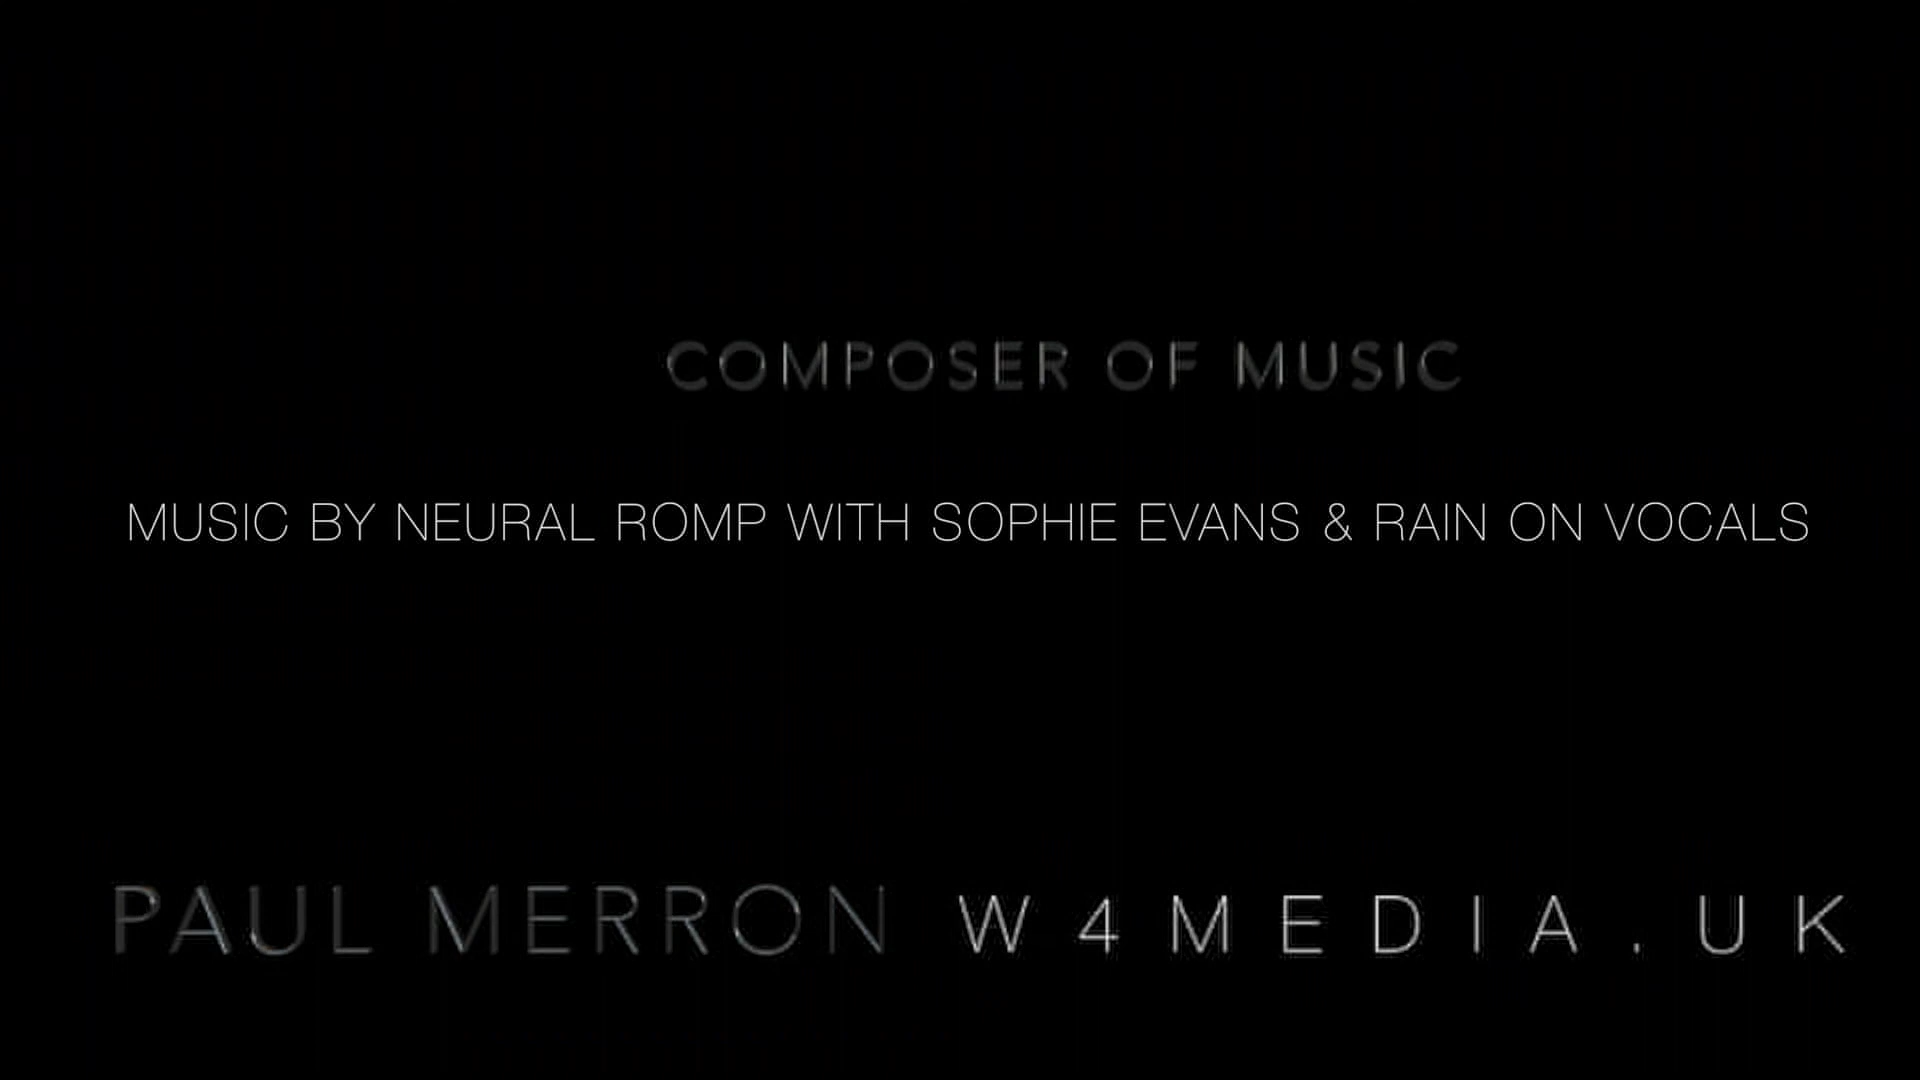 COMPOSER OF MUSIC
MUSIC BY NEURAL ROMP WITH SOPHIE EVANS & RAIN ON VOCALS
PAUL MERRON W4MEDIA.UK